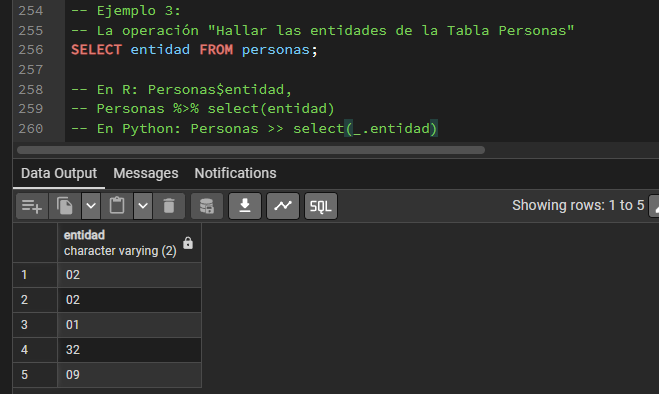 254 -- Ejemplo 3:
255 -- La operación "Hallar las entidades de la Tabla Personas"
256 SELECT entidad FROM personas;
257
258 -- En R: Personas$entidad,
259 -- Personas %>% select(entidad)
260 -- En Python: Personas >> select(_.entidad)
Data Output Messages Notifications
SQL Showing rows: 1 to 5
entidad
character varying (2)
1 02
2 02
3 01
4 32
5 09